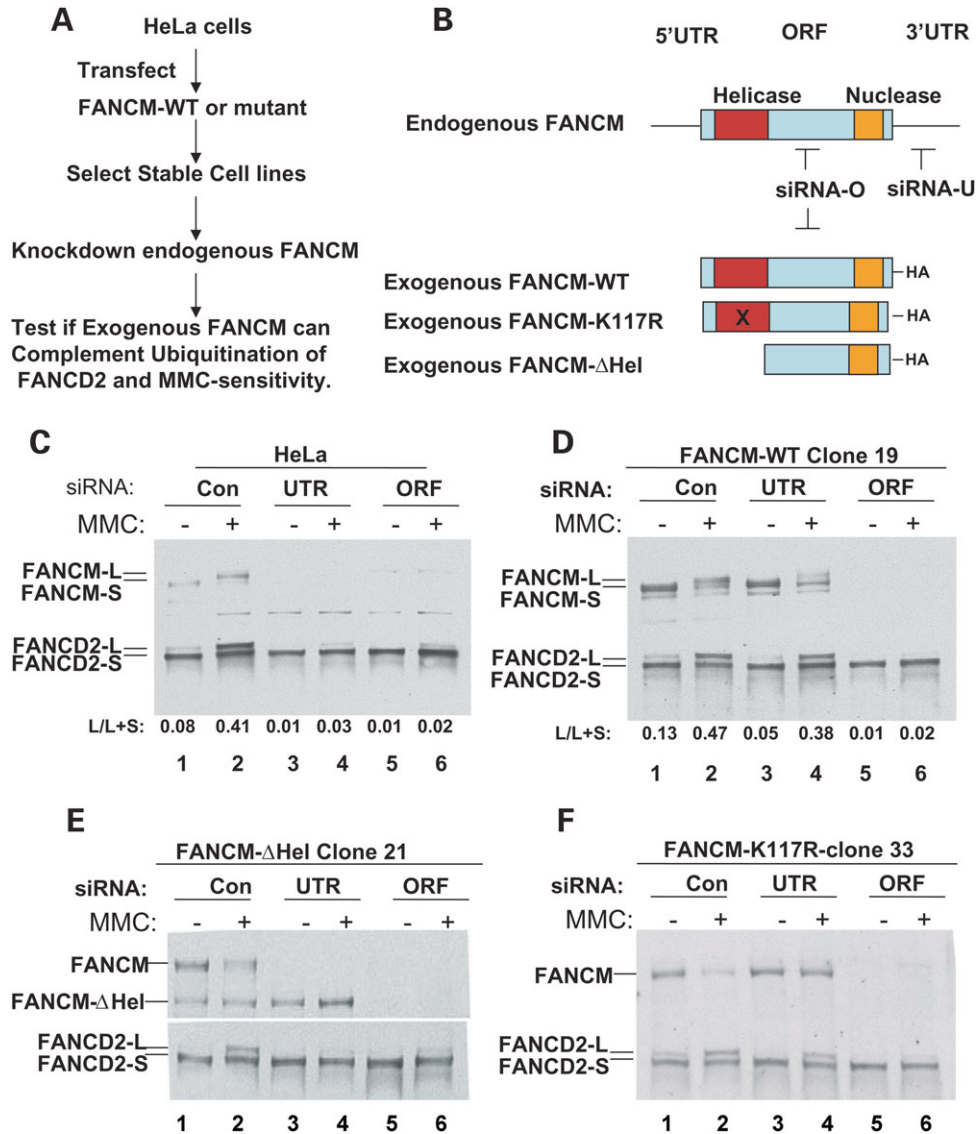 A
HeLa cells
Transfect
FANCM-WT or mutant
Select Stable Cell lines
Knockdown endogenous FANCM
Test if Exogenous FANCM can
Complement Ubiquitination of
FANCD2 and MMC-sensitivity.
B
5'UTR ORF 3'UTR
Helicase Nuclease
Endogenous FANCM
siRNA-O siRNA-U
Exogenous FANCM-WT HA
Exogenous FANCM-K117R X HA
Exogenous FANCM-ΔHel HA
C
HeLa
siRNA: Con UTR ORF
MMC: - + - + - +
FANCM-L
FANCM-S
FANCD2-L
FANCD2-S
L/L+S: 0.08 0.41 0.01 0.03 0.01 0.02
1 2 3 4 5 6
D
FANCM-WT Clone 19
siRNA: Con UTR ORF
MMC: - + - + - +
FANCM-L
FANCM-S
FANCD2-L
FANCD2-S
L/L+S: 0.13 0.47 0.05 0.38 0.01 0.02
1 2 3 4 5 6
E
FANCM-ΔHel Clone 21
siRNA: Con UTR ORF
MMC: - + - + - +
FANCM
FANCM-ΔHel
FANCD2-L
FANCD2-S
1 2 3 4 5 6
F
FANCM-K117R-clone 33
siRNA: Con UTR ORF
MMC: - + - + - +
FANCM
FANCD2-L
FANCD2-S
1 2 3 4 5 6